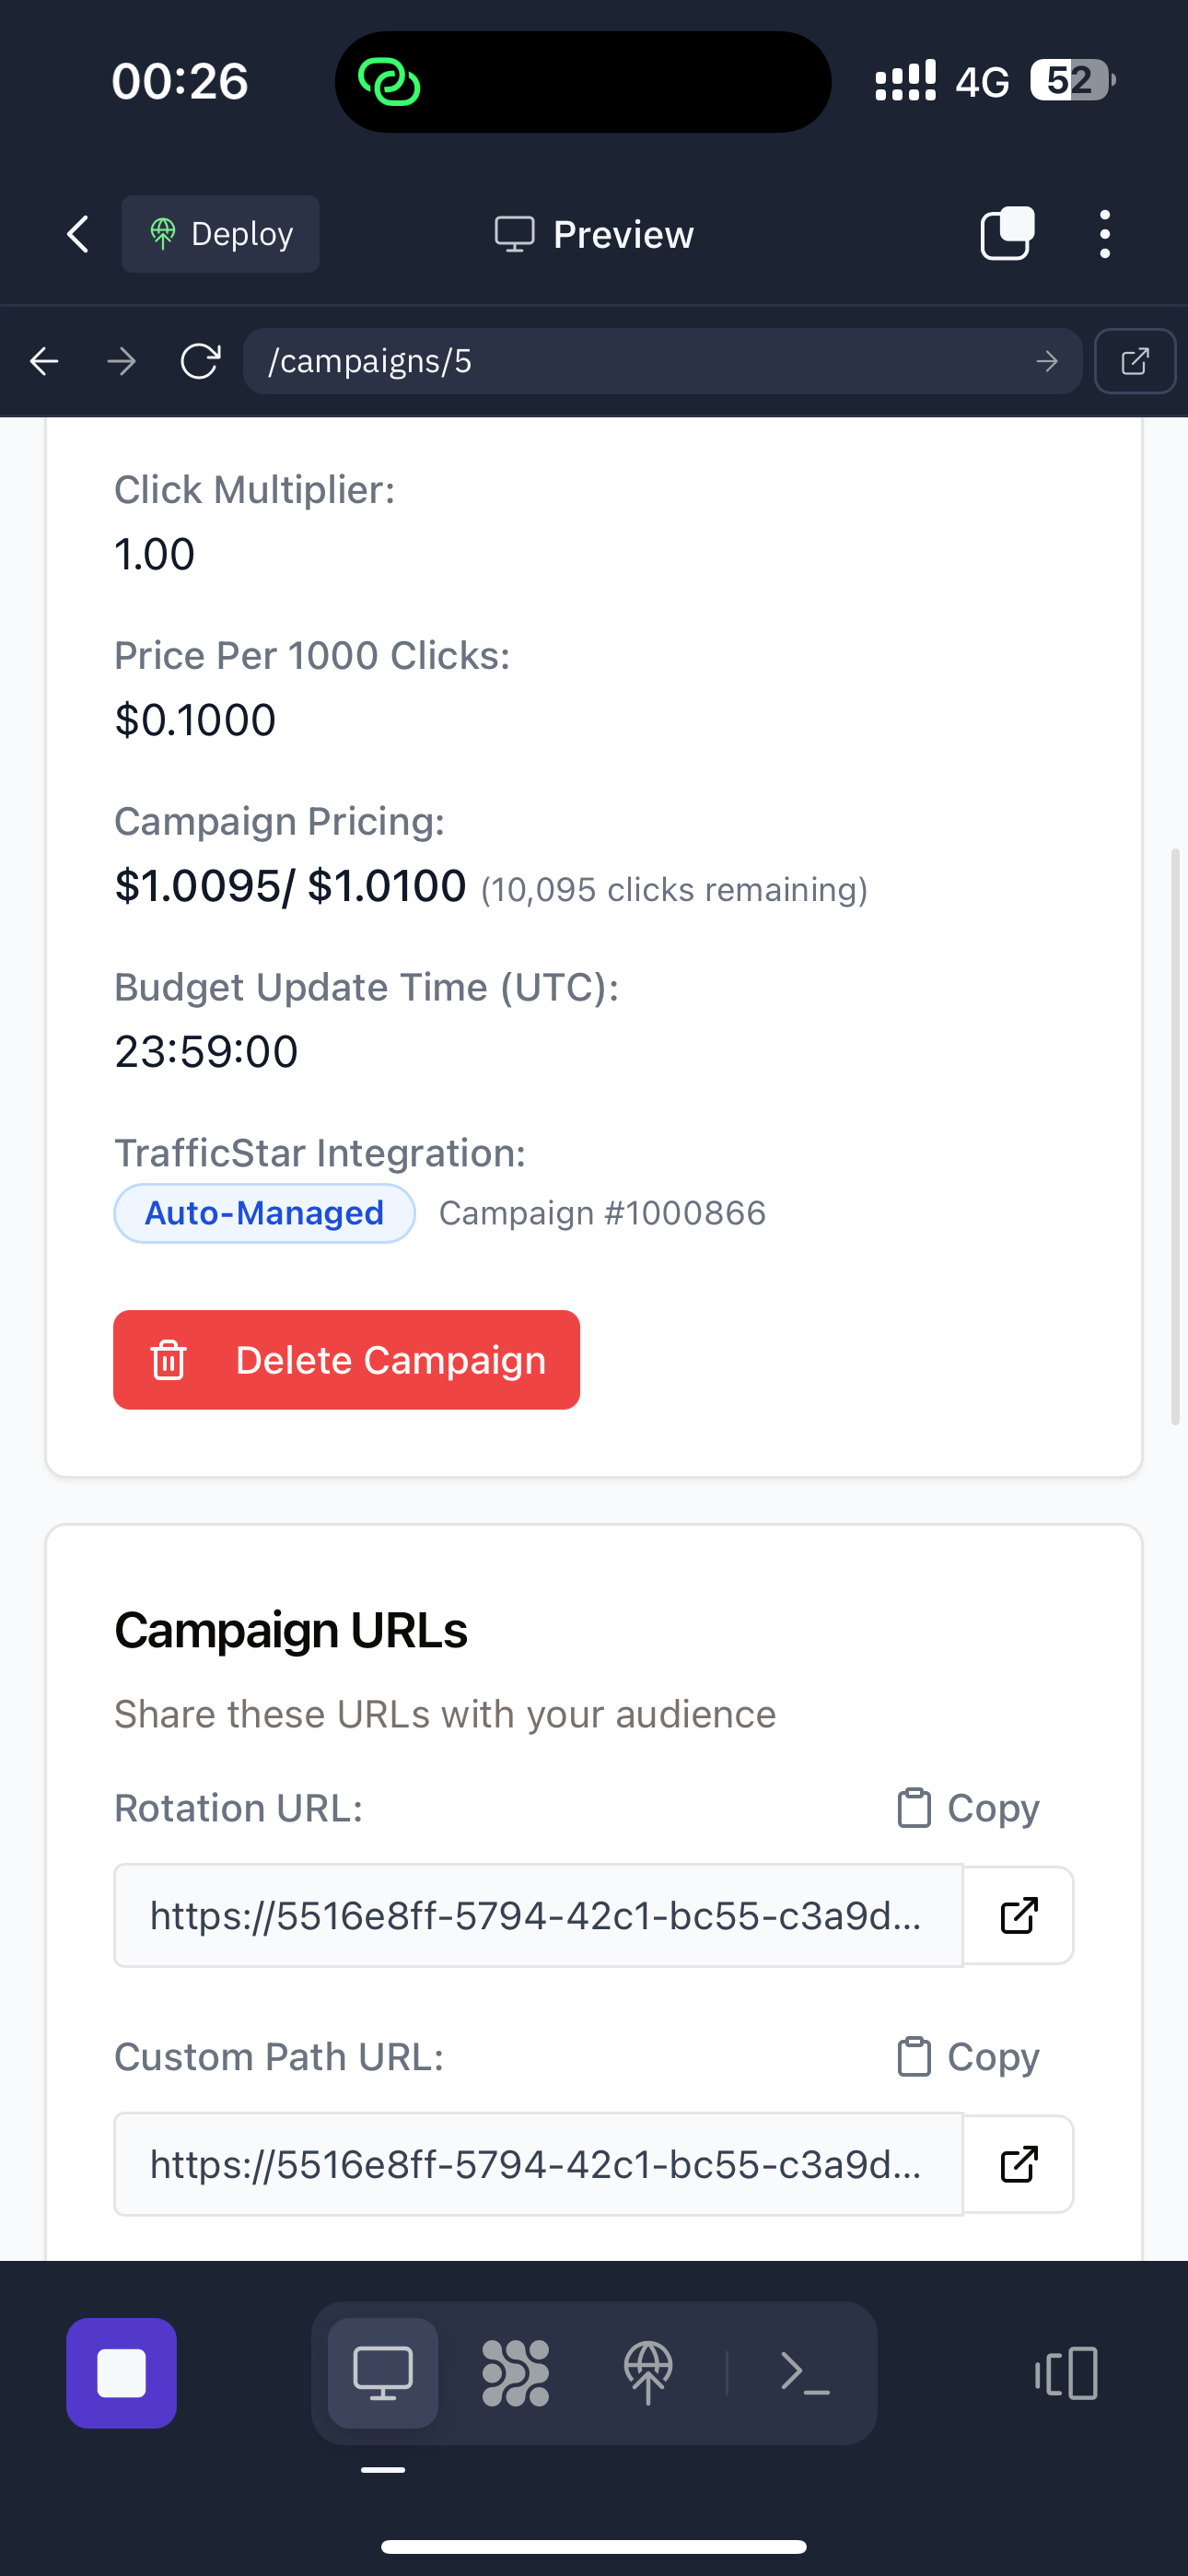 00:26
4G
52
Deploy
Preview
/campaigns/5
Click Multiplier:
1.00
Price Per 1000 Clicks:
$0.1000
Campaign Pricing:
$1.0095/ $1.0100 (10,095 clicks remaining)
Budget Update Time (UTC):
23:59:00
TrafficStar Integration:
Auto-Managed Campaign #1000866
Delete Campaign
Campaign URLs
Share these URLs with your audience
Rotation URL:
Copy
https://5516e8ff-5794-42c1-bc55-c3a9d...
Custom Path URL:
Copy
https://5516e8ff-5794-42c1-bc55-c3a9d...